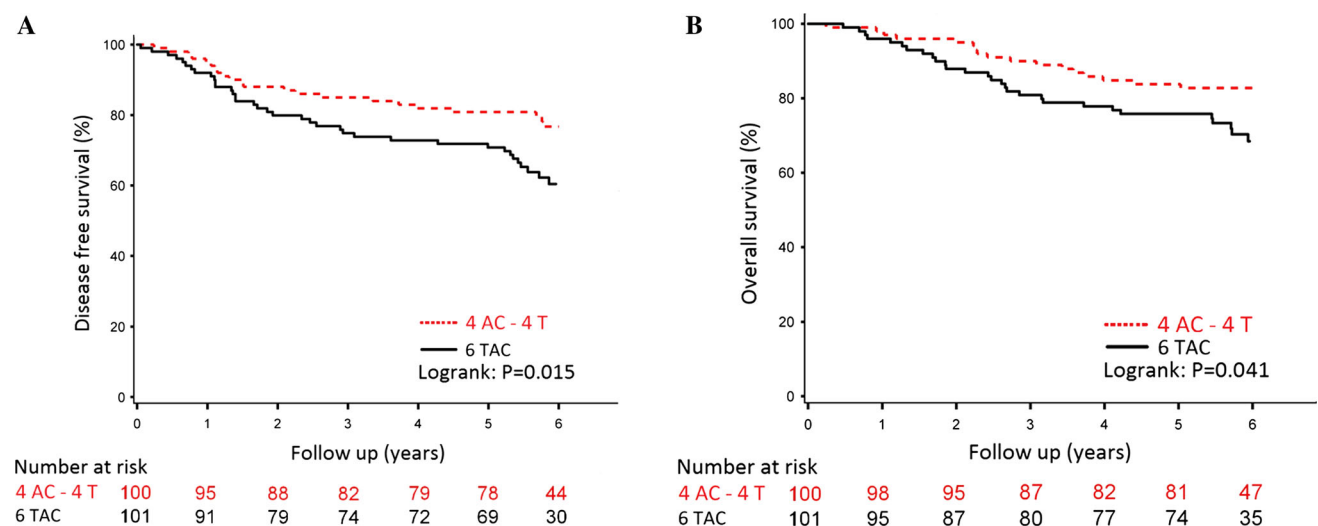 A
Disease free survival (%)
100
80
60
40
20
0
4 AC - 4 T
6 TAC
Logrank: P=0.015
0 1 2 3 4 5 6
Follow up (years)
Number at risk
4 AC - 4 T 100 95 88 82 79 78 44
6 TAC 101 91 79 74 72 69 30
B
Overall survival (%)
100
80
60
40
20
0
4 AC - 4 T
6 TAC
Logrank: P=0.041
0 1 2 3 4 5 6
Follow up (years)
Number at risk
4 AC - 4 T 100 98 95 87 82 81 47
6 TAC 101 95 87 80 77 74 35